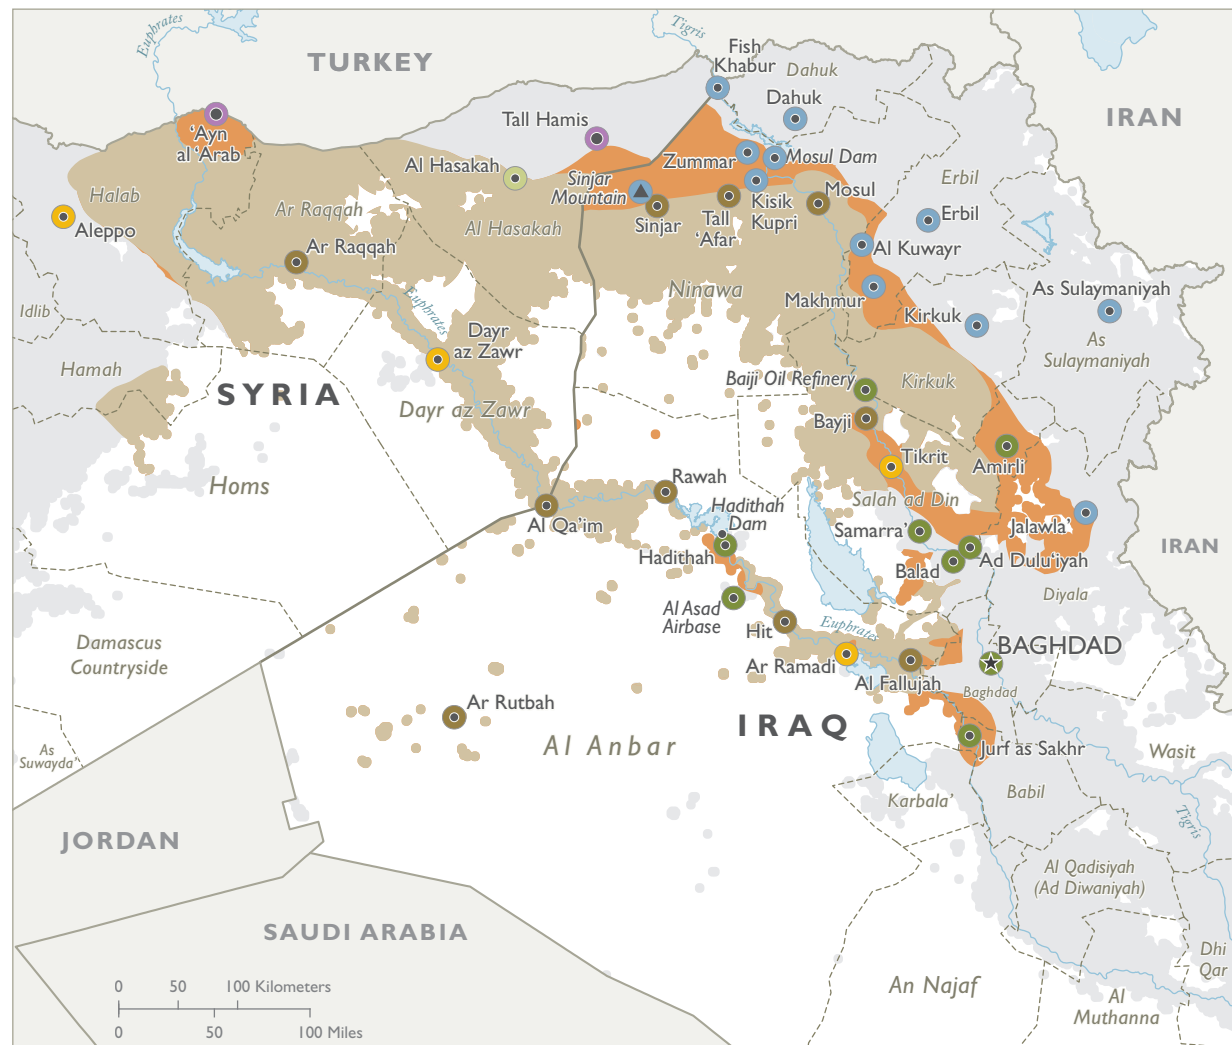 Euphrates
TURKEY
Tigris
Fish
Khabur
Dahuk
Dahuk
IRAN
Tall Hamis
‘Ayn
al ‘Arab
Al Hasakah
Zummar
Mosul Dam
Sinjar
Mountain
Halab
Ar Raqqah
Al Hasakah
Sinjar
Tall
‘Afar
Kisik
Kupri
Mosul
Erbil
Erbil
Aleppo
Ar Raqqah
Al Kuwayr
Euphrates
Ninawa
Makhmur
Kirkuk
As Sulaymaniyah
As
Sulaymaniyah
Idlib
Dayr
az Zawr
Hamah
SYRIA
Dayr az Zawr
Baiji Oil Refinery
Kirkuk
Bayji
Tikrit
Amirli
Homs
Rawah
Salah ad Din
Al Qa’im
Hadithah
Dam
Samarra’
Jalawla’
Hadithah
Balad
Ad Dulu‘iyah
IRAN
Diyala
Al Asad
Airbase
Hit
Euphrates
Damascus
Countryside
Ar Ramadi
BAGHDAD
Al Fallujah
Baghdad
Ar Rutbah
IRAQ
Al Anbar
Jurf as Sakhr
As
Suwayda’
Wasit
Karbala’
Babil
Tigris
JORDAN
Al Qadisiyah
(Ad Diwaniyah)
SAUDI ARABIA
Dhi
Qar
An Najaf
Al
Muthanna
0 50 100 Kilometers
0 50 100 Miles